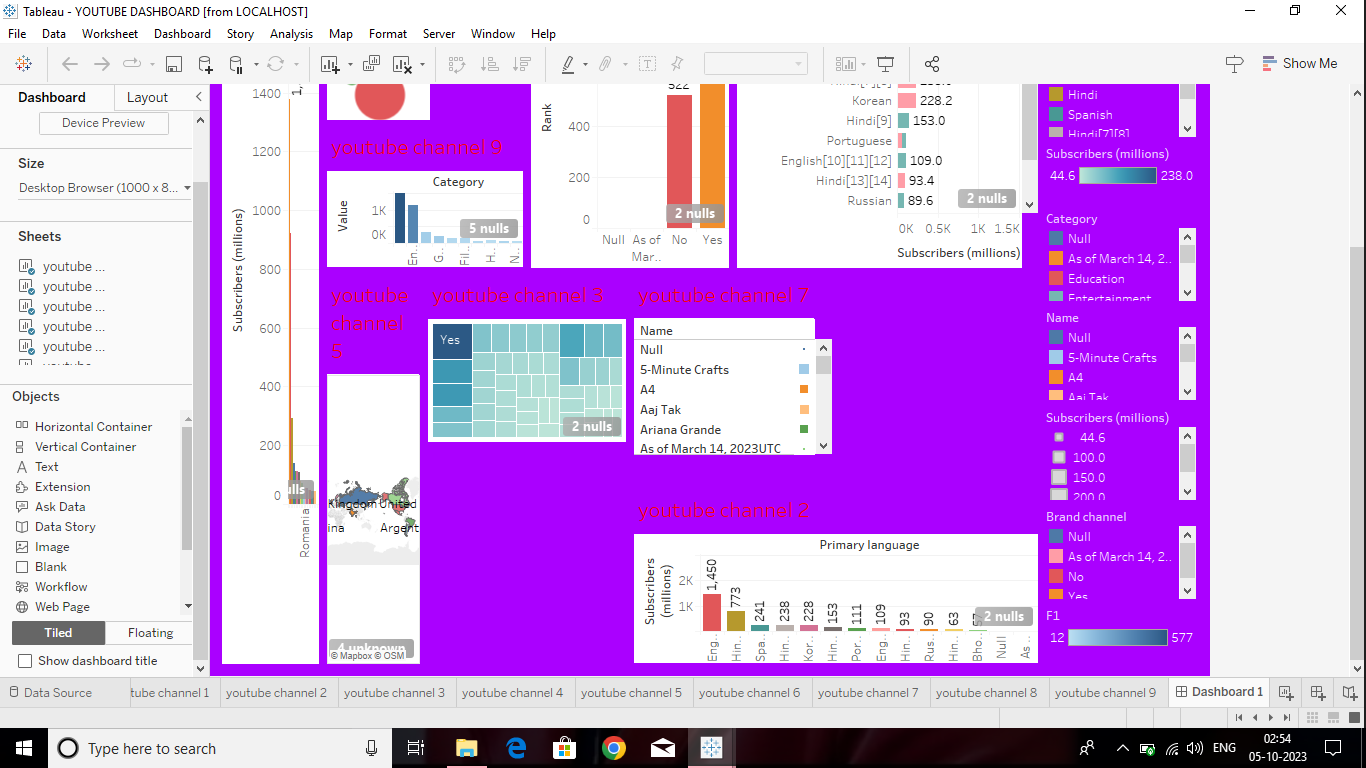 Tableau - YOUTUBE DASHBOARD [from LOCALHOST]
File Data Worksheet Dashboard Story Analysis Map Format Server Window Help
Show Me
Dashboard Layout
Device Preview
Size
Desktop Browser (1000 x 8...
Sheets
youtube ...
youtube ...
youtube ...
youtube ...
youtube ...
Objects
Horizontal Container
Vertical Container
Text
Extension
Ask Data
Data Story
Image
Blank
Workflow
Web Page
Tiled Floating
Show dashboard title
Subscribers (millions)
1400
1200
1000
800
600
400
200
0
Romania
youtube channel 9
Category
Value
1K
0K
5 nulls
En.. G.. Fil.. H.. N..
Rank
522
400
200
0
2 nulls
Null As of Mar.. No Yes
Korean 228.2
Hindi[9] 153.0
Portuguese
English[10][11][12] 109.0
Hindi[13][14] 93.4
Russian 89.6
2 nulls
0K 0.5K 1K 1.5K
Subscribers (millions)
youtube
channel
5
Kingdom United
ina Argent
4 unknown
© Mapbox © OSM
youtube channel 3
Yes
2 nulls
youtube channel 7
Name
Null
5-Minute Crafts
A4
Aaj Tak
Ariana Grande
As of March 14, 2023UTC
youtube channel 2
Primary language
Subscribers
(millions)
2K
1K
1,450 773 241 238 228 153 111 109 93 90 63 57
2 nulls
Eng.. Hin.. Spa.. Hin.. Kor.. Hin.. Por.. Eng.. Hin.. Rus.. Hin.. Bho.. Null As..
Hindi
Spanish
Hindi[7][8]
Subscribers (millions)
44.6 238.0
Category
Null
As of March 14, 2..
Education
Entertainment
Name
Null
5-Minute Crafts
A4
Aaj Tak
Subscribers (millions)
44.6
100.0
150.0
200.0
Brand channel
Null
As of March 14, 2..
No
Yes
F1
12 577
Data Source tube channel 1 youtube channel 2 youtube channel 3 youtube channel 4 youtube channel 5 youtube channel 6 youtube channel 7 youtube channel 8 youtube channel 9 Dashboard 1
Type here to search
ENG
02:54
05-10-2023